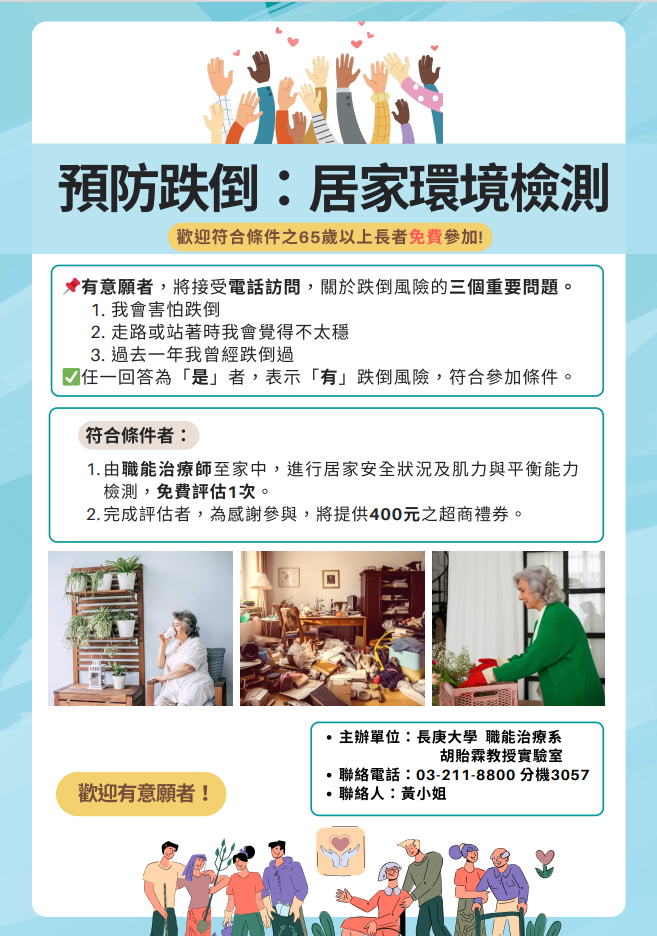 預防跌倒：居家環境檢測
歡迎符合條件之65歲以上長者免費參加!
📌有意願者，將接受電話訪問，關於跌倒風險的三個重要問題。
1. 我會害怕跌倒
2. 走路或站著時我會覺得不太穩
3. 過去一年我曾經跌倒過
✅任一回答為「是」者，表示「有」跌倒風險，符合參加條件。
符合條件者：
1. 由職能治療師至家中，進行居家安全狀況及肌力與平衡能力
檢測，免費評估1次。
2. 完成評估者，為感謝參與，將提供400元之超商禮券。
• 主辦單位：長庚大學 職能治療系
胡貽霖教授實驗室
• 聯絡電話：03-211-8800 分機3057
• 聯絡人：黃小姐
歡迎有意願者！